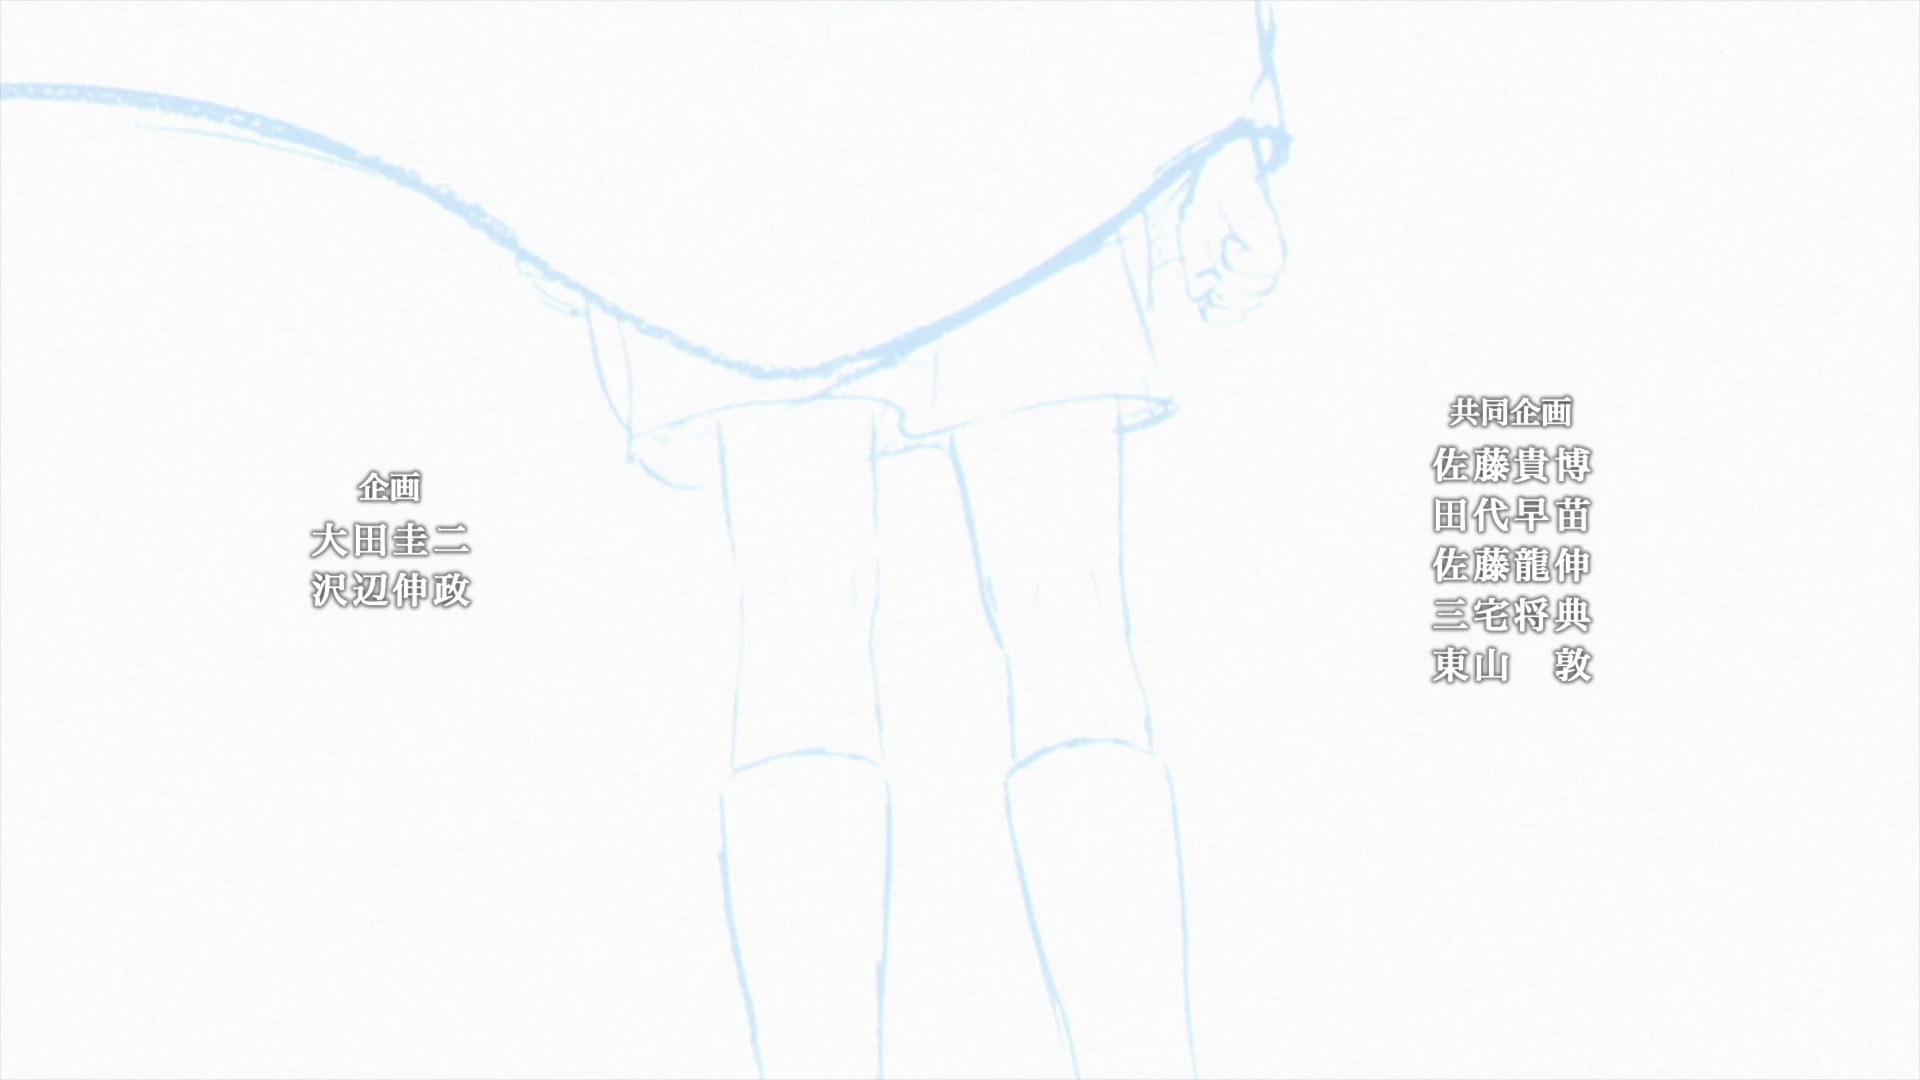 企画
大田圭二
沢辺伸政
共同企画
佐藤貴博
田代早苗
佐藤龍伸
三宅将典
東山　敦